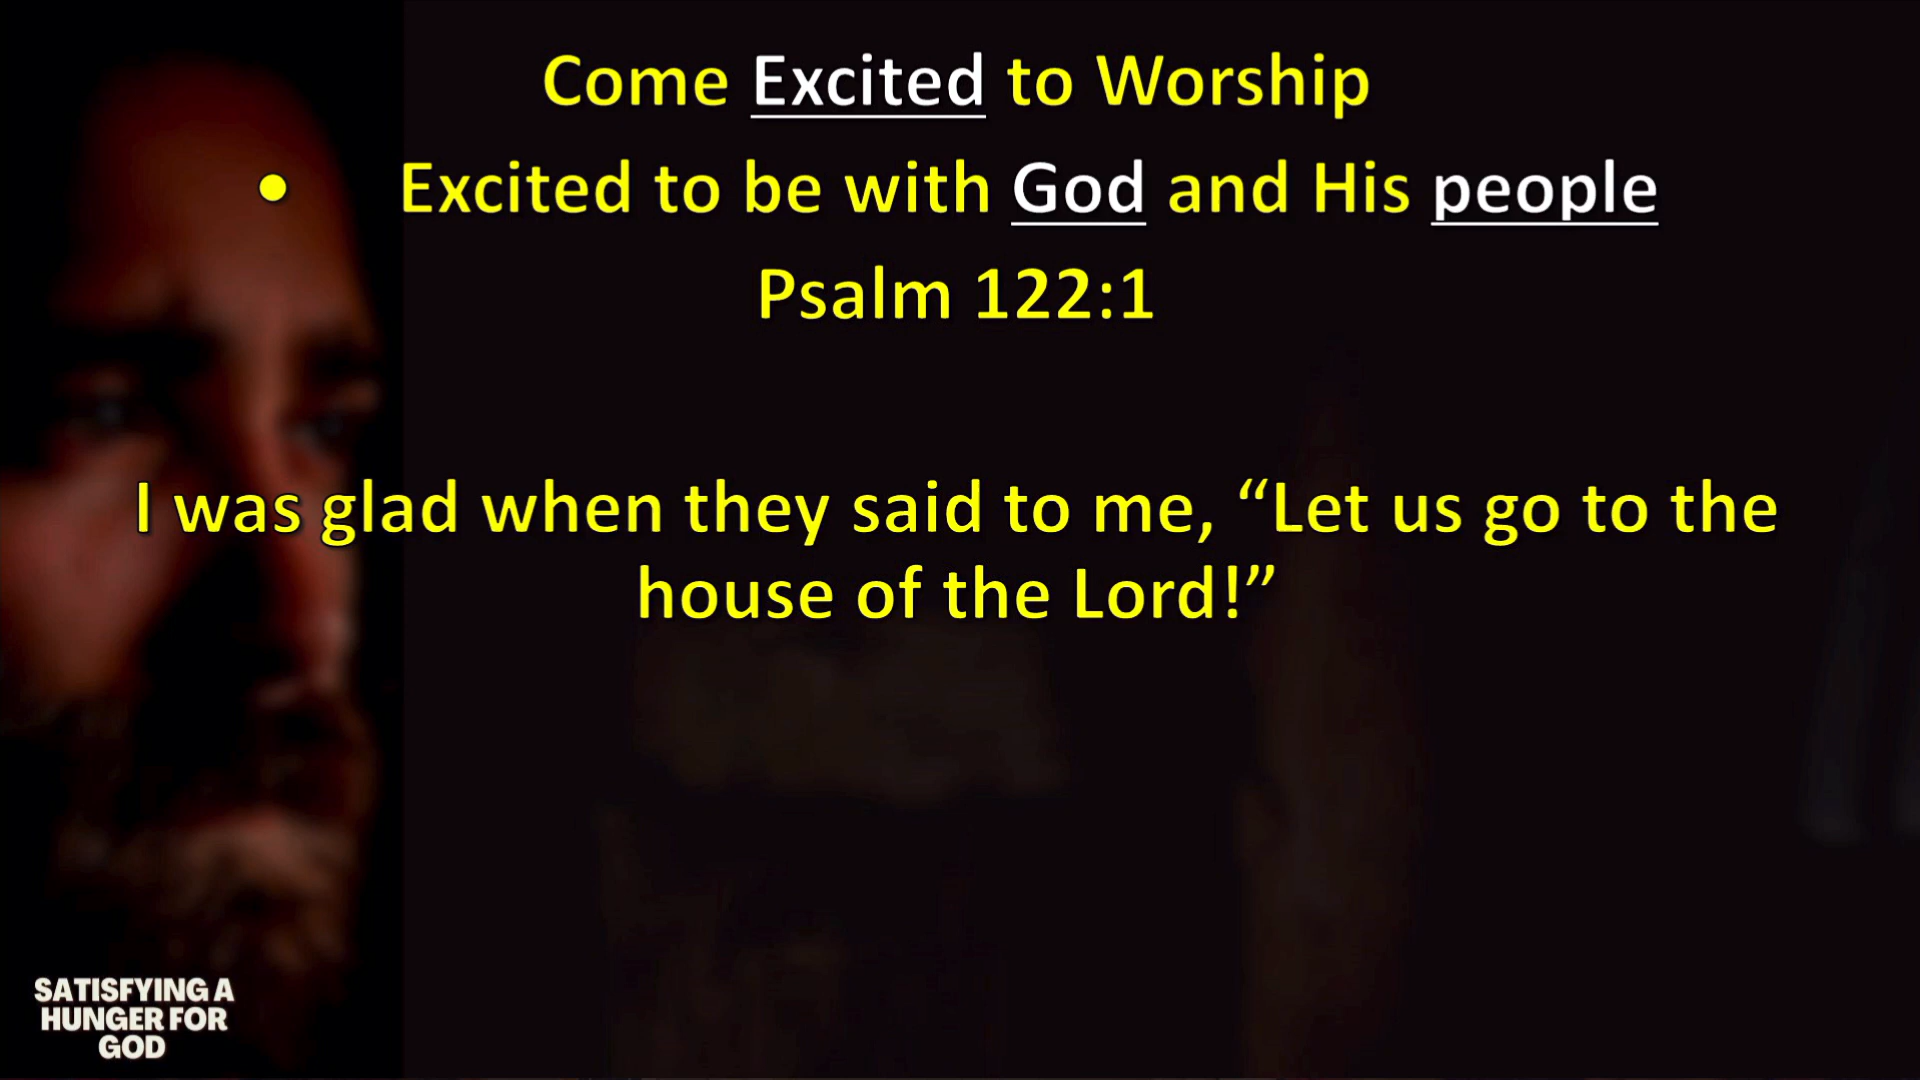 Come Excited to Worship
• Excited to be with God and His people
Psalm 122:1
I was glad when they said to me, “Let us go to the
house of the Lord!”
SATISFYING A
HUNGER FOR
GOD